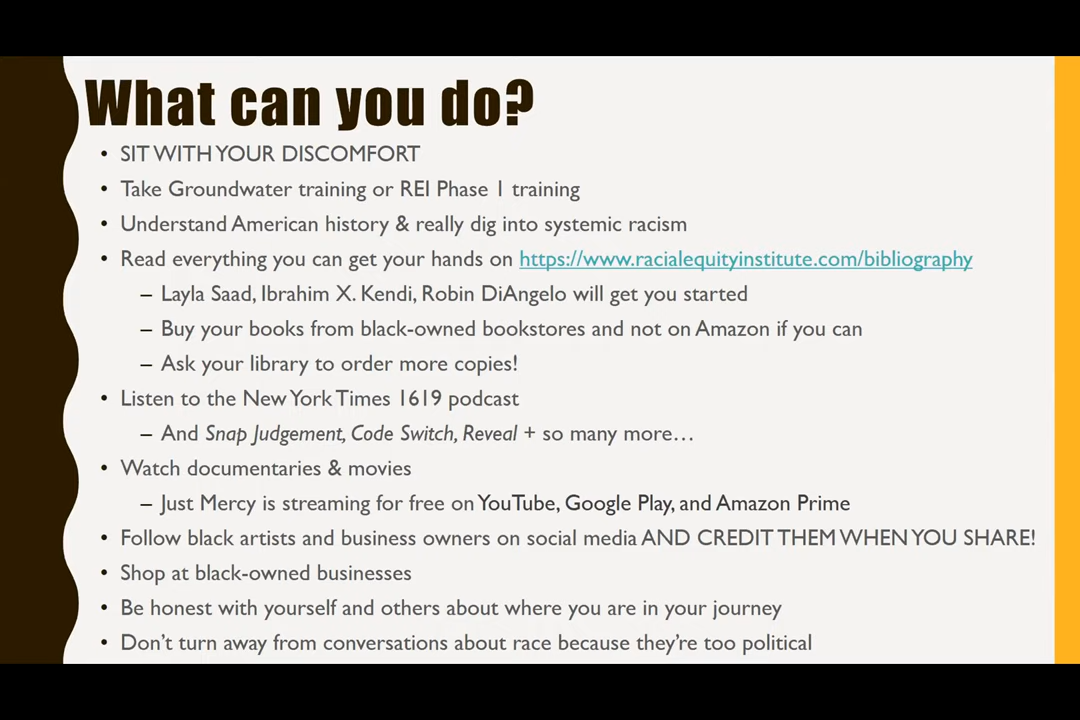 What can you do?
• SIT WITH YOUR DISCOMFORT
• Take Groundwater training or REI Phase 1 training
• Understand American history & really dig into systemic racism
• Read everything you can get your hands on https://www.racialequityinstitute.com/bibliography
– Layla Saad, Ibrahim X. Kendi, Robin DiAngelo will get you started
– Buy your books from black-owned bookstores and not on Amazon if you can
– Ask your library to order more copies!
• Listen to the New York Times 1619 podcast
– And Snap Judgement, Code Switch, Reveal + so many more…
• Watch documentaries & movies
– Just Mercy is streaming for free on YouTube, Google Play, and Amazon Prime
• Follow black artists and business owners on social media AND CREDIT THEM WHEN YOU SHARE!
• Shop at black-owned businesses
• Be honest with yourself and others about where you are in your journey
• Don't turn away from conversations about race because they're too political